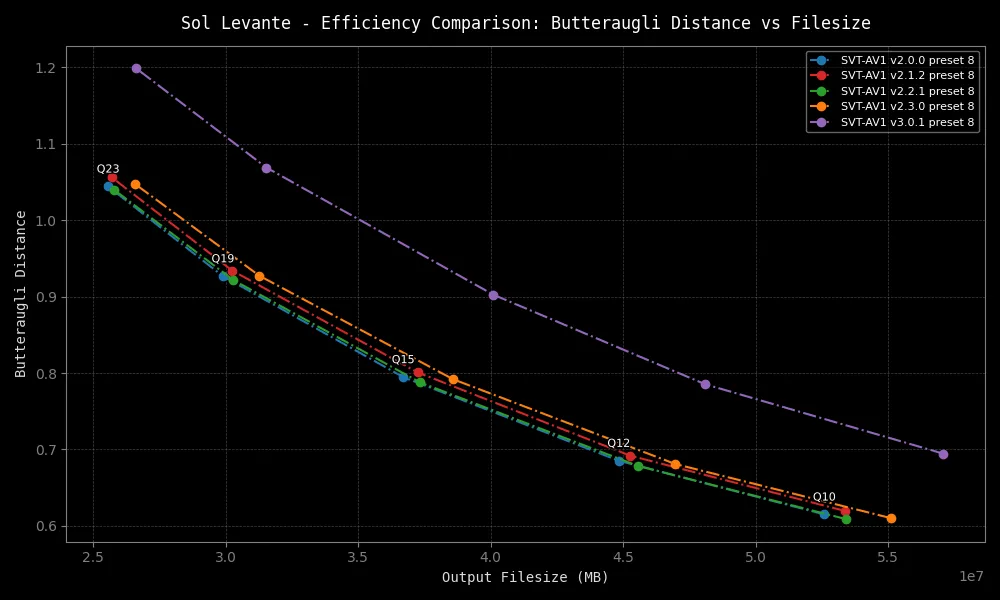 Sol Levante - Efficiency Comparison: Butteraugli Distance vs Filesize
SVT-AV1 v2.0.0 preset 8
SVT-AV1 v2.1.2 preset 8
SVT-AV1 v2.2.1 preset 8
SVT-AV1 v2.3.0 preset 8
SVT-AV1 v3.0.1 preset 8
Butteraugli Distance
1.2
1.1
1.0
0.9
0.8
0.7
0.6
Q23
Q19
Q15
Q12
Q10
2.5 3.0 3.5 4.0 4.5 5.0 5.5
1e7
Output Filesize (MB)